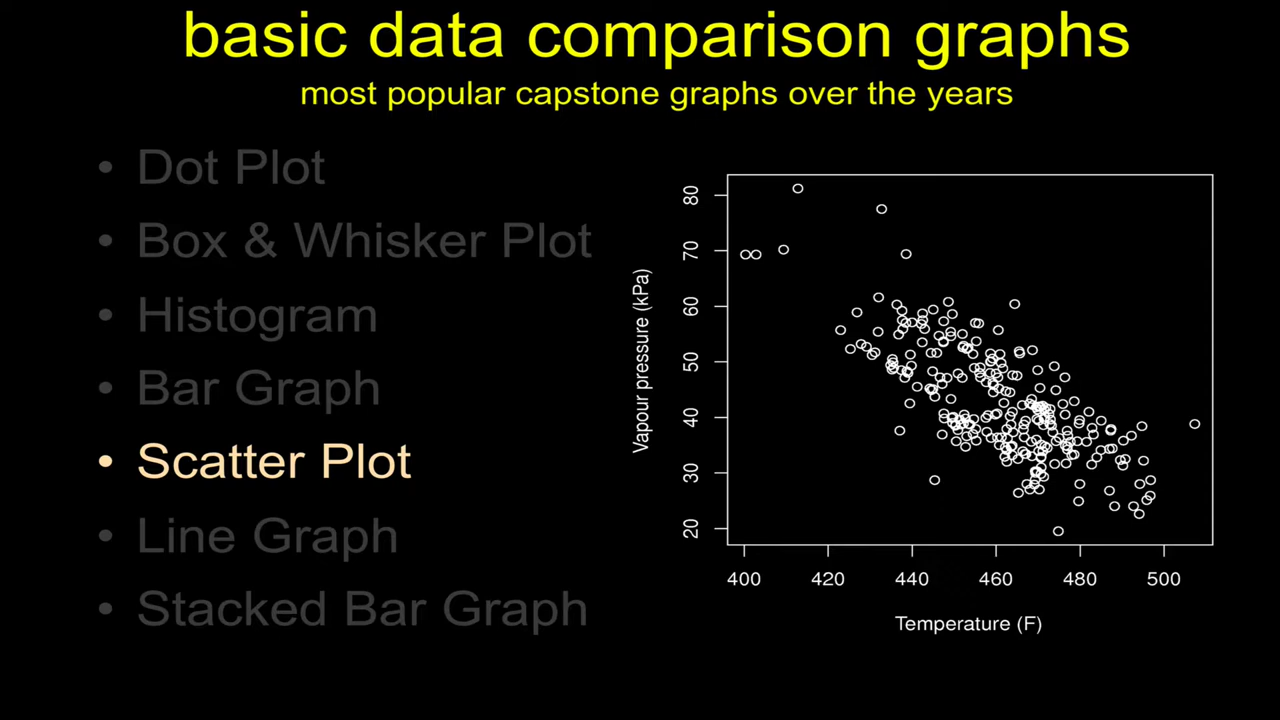 basic data comparison graphs
most popular capstone graphs over the years
• Dot Plot
• Box & Whisker Plot
• Histogram
• Bar Graph
• Scatter Plot
• Line Graph
• Stacked Bar Graph
Vapour pressure (kPa)
80
70
60
50
40
30
20
400 420 440 460 480 500
Temperature (F)